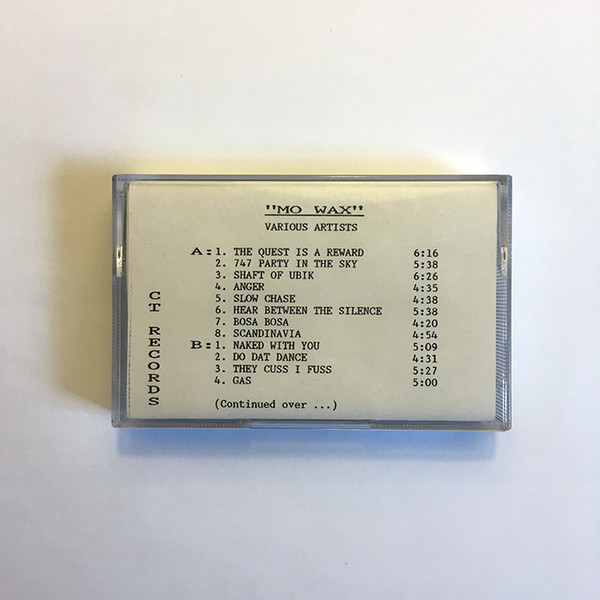 "MO WAX"
VARIOUS ARTISTS
A: 1. THE QUEST IS A REWARD 6:16
2. 747 PARTY IN THE SKY 5:38
3. SHAFT OF UBIK 6:26
4. ANGER 4:35
5. SLOW CHASE 4:38
6. HEAR BETWEEN THE SILENCE 5:38
7. BOSA BOSA 4:20
8. SCANDINAVIA 4:54
B: 1. NAKED WITH YOU 5:09
2. DO DAT DANCE 4:31
3. THEY CUSS I FUSS 5:27
4. GAS 5:00
(Continued over ...)
CT RECORDS